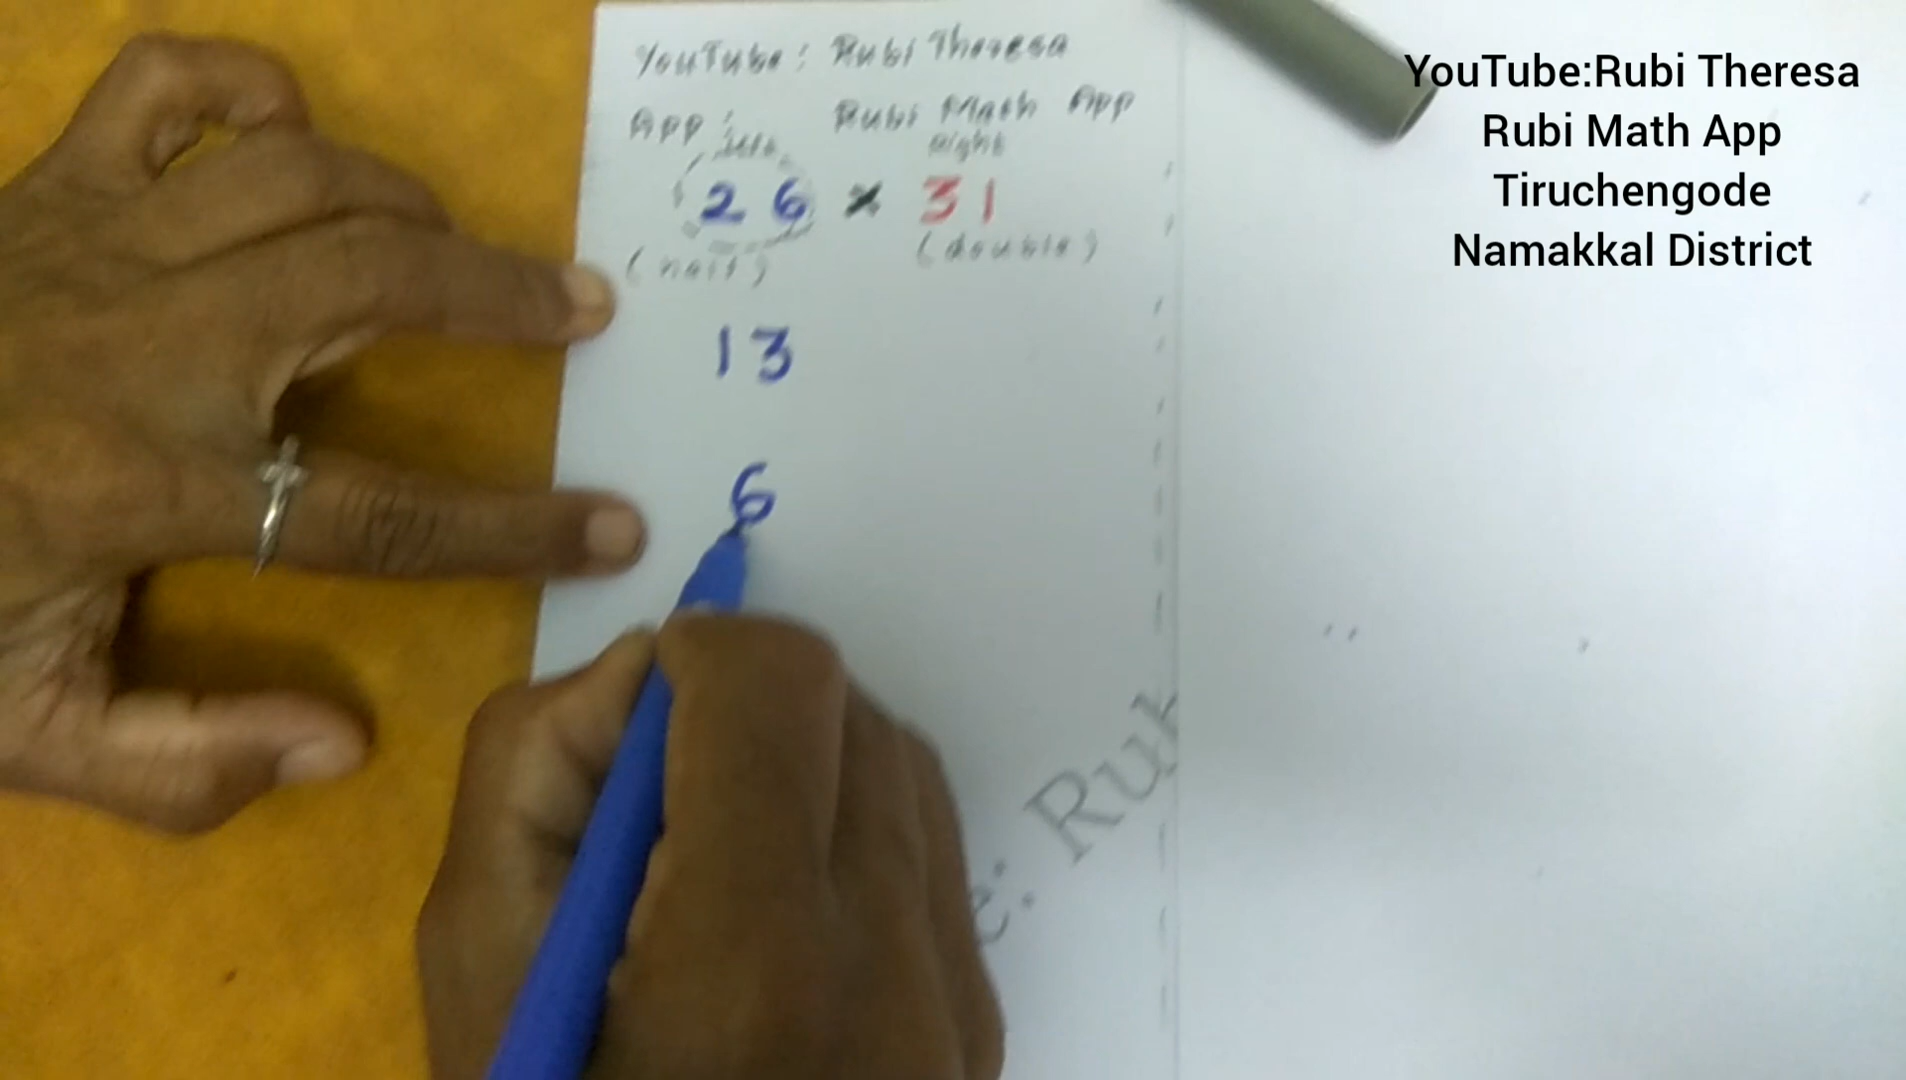 YouTube: Rubi Theresa
App: Rubi Math App
Left Right
26 × 31
(half) (double)
13
6
e: Rub
YouTube:Rubi Theresa
Rubi Math App
Tiruchengode
Namakkal District